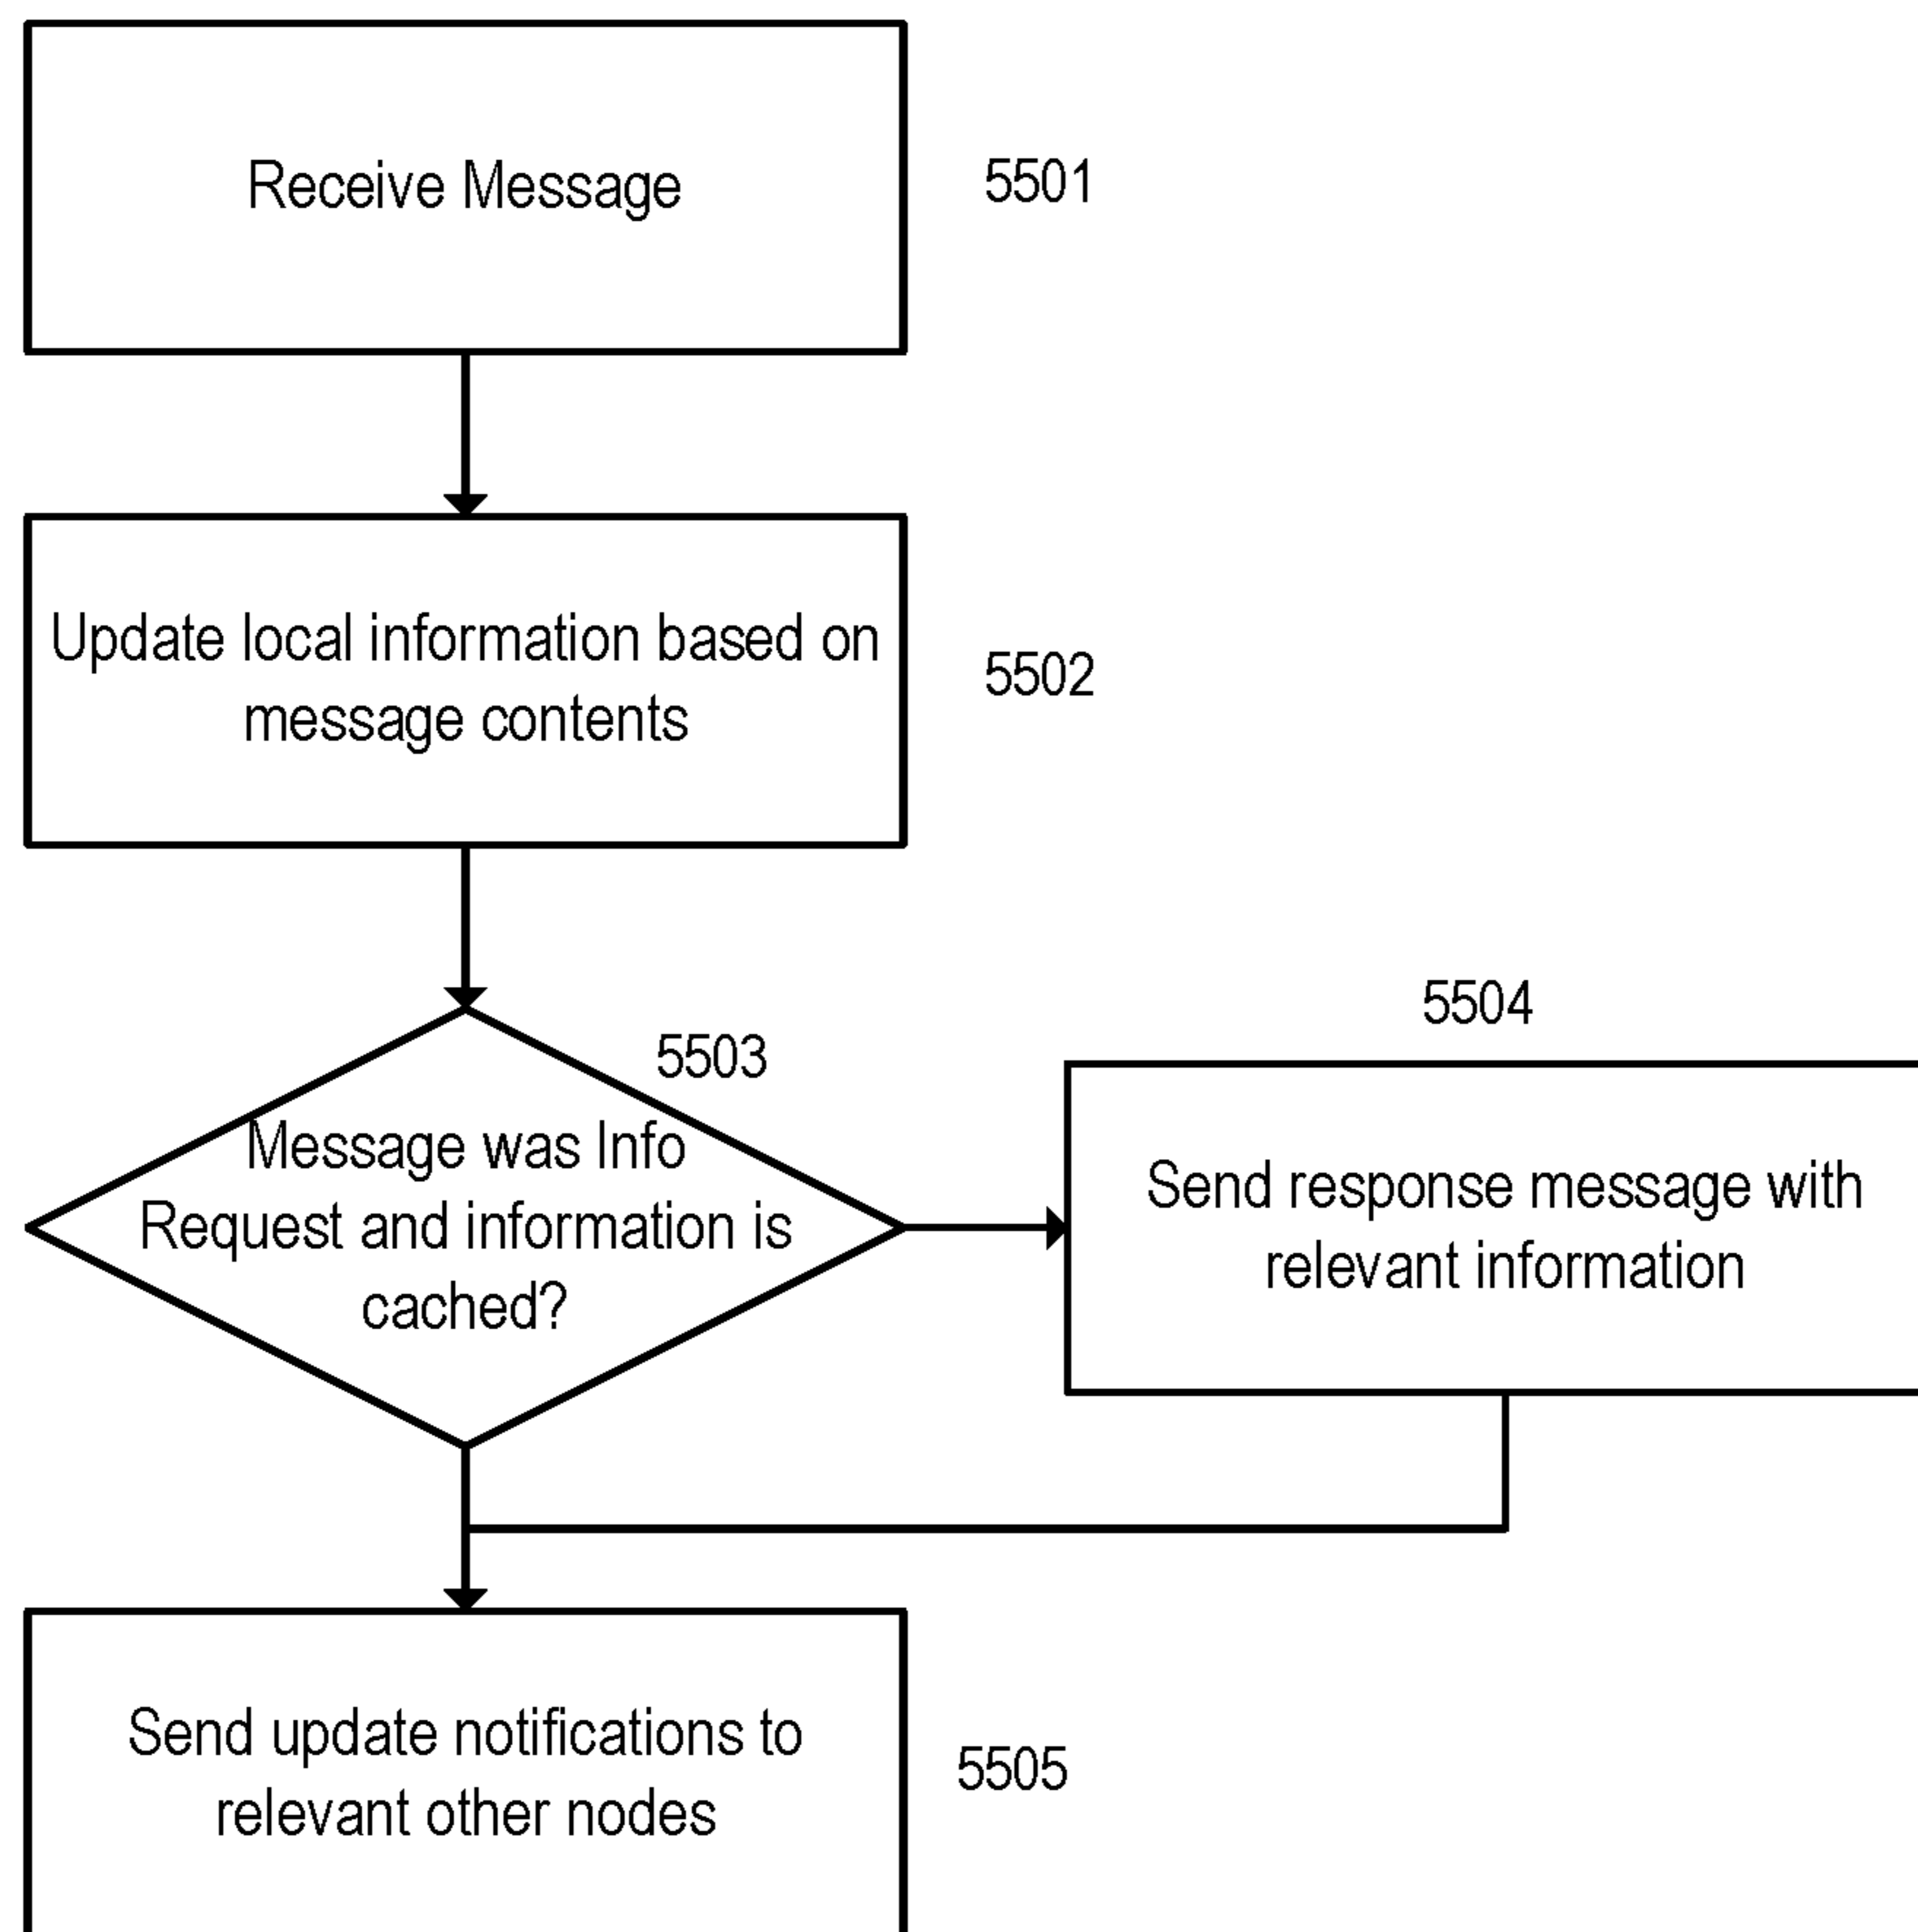 Receive Message
5501
Update local information based on
message contents
5502
5503
Message was Info
Request and information is
cached?
5504
Send response message with
relevant information
Send update notifications to
relevant other nodes
5505